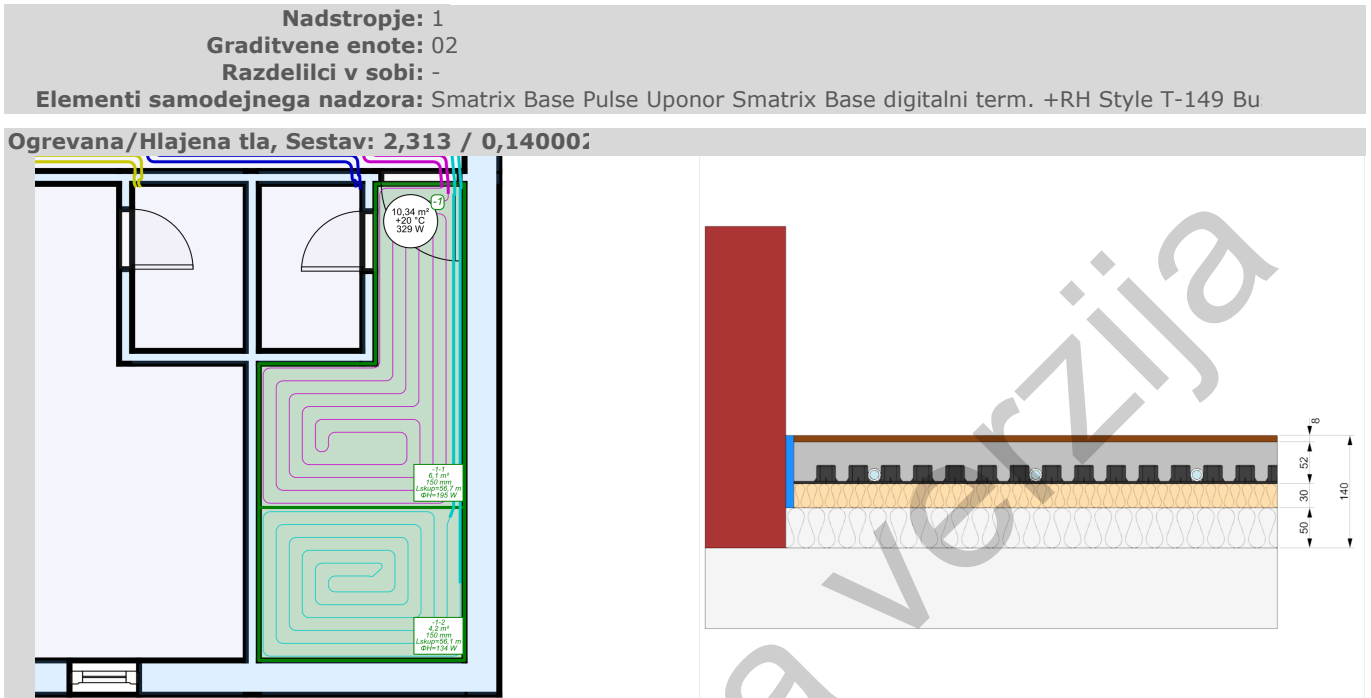 Nadstropje: 1
Graditvene enote: 02
Razdelilci v sobi: -
Elementi samodejnega nadzora: Smatrix Base Pulse Uponor Smatrix Base digitalni term. +RH Style T-149 Bu
Ogrevana/Hlajena tla, Sestav: 2,313 / 0,140002
-1
10,34 m²
+20 °C
329 W
-1-1
6,1 m²
150 mm
Lskup=56,7 m
ΦH=195 W
-1-2
4,2 m²
150 mm
Lskup=56,1 m
ΦH=134 W
8
52
30
50
140
a verzija